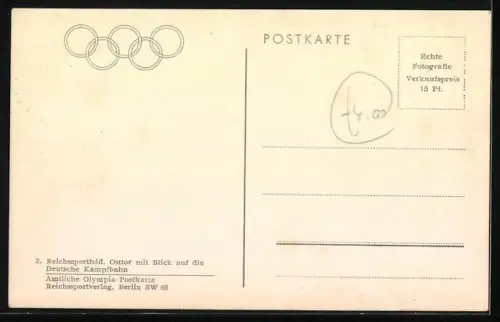 POSTKARTE
Echte
Fotografie
Verkaufspreis
15 Pf.
2. Reichssportfeld. Osttor mit Blick auf die
Deutsche Kampfbahn
Amtliche Olympia-Postkarte
Reichssportverlag, Berlin SW 68